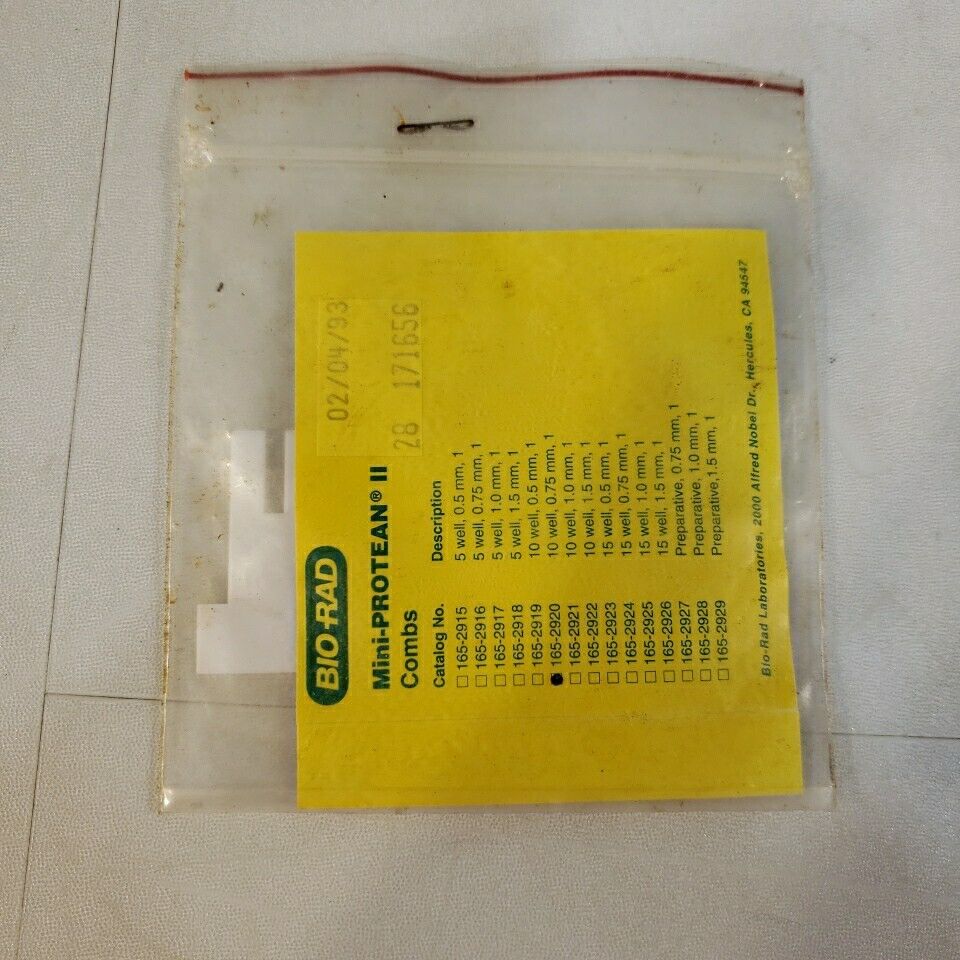 BIO-RAD
Mini-PROTEAN® II
Combs
02/04/93
28 171656
Catalog No. Description
165-2915 5 well, 0.5 mm, 1
165-2916 5 well, 0.75 mm, 1
165-2917 5 well, 1.0 mm, 1
165-2918 5 well, 1.5 mm, 1
165-2919 10 well, 0.5 mm, 1
165-2920 10 well, 0.75 mm, 1
165-2921 10 well, 1.0 mm, 1
165-2922 10 well, 1.5 mm, 1
165-2923 15 well, 0.5 mm, 1
165-2924 15 well, 0.75 mm, 1
165-2925 15 well, 1.0 mm, 1
165-2926 15 well, 1.5 mm, 1
165-2927 Preparative, 0.75 mm, 1
165-2928 Preparative, 1.0 mm, 1
165-2929 Preparative, 1.5 mm, 1
Bio-Rad Laboratories, 2000 Alfred Nobel Dr., Hercules, CA 94547